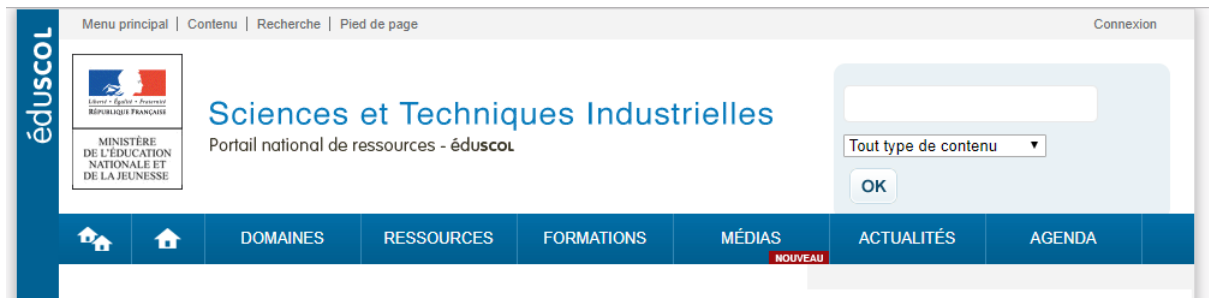 Menu principal | Contenu | Recherche | Pied de page
Connexion
éduscol
Liberté • Égalité • Fraternité
RÉPUBLIQUE FRANÇAISE
MINISTÈRE
DE L'ÉDUCATION
NATIONALE ET
DE LA JEUNESSE
Sciences et Techniques Industrielles
Portail national de ressources - éduscol
Tout type de contenu
OK
DOMAINES
RESSOURCES
FORMATIONS
MÉDIAS
NOUVEAU
ACTUALITÉS
AGENDA